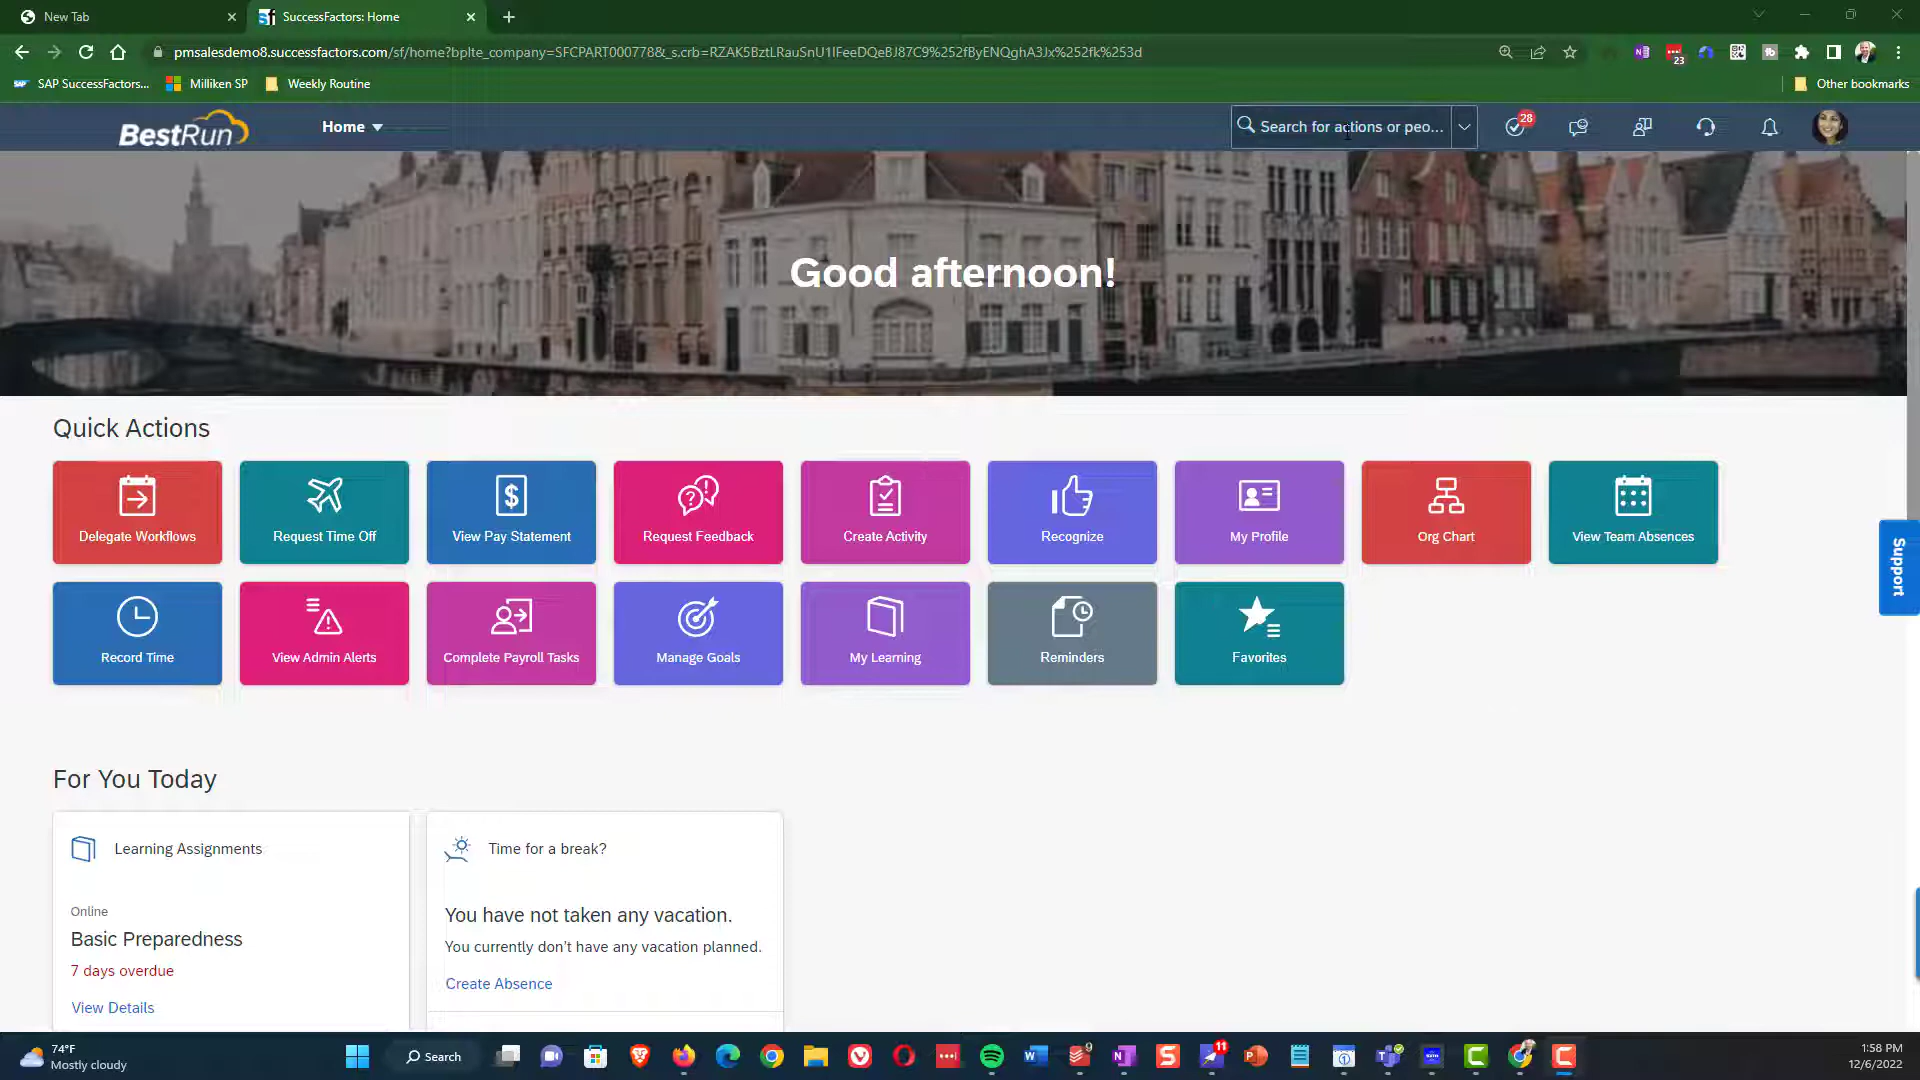 New Tab
SuccessFactors: Home
pmsalesdemo8.successfactors.com/sf/home?bplte_company=SFCPART000778&_s.crb=RZAK5BztLRauSnU1IFeeDQeBJ87C9%252fByENQghA3Jx%252fk%253d
23
SAP SuccessFactors...
Milliken SP
Weekly Routine
Other bookmarks
BestRun
Home
Search for actions or peo...
28
Good afternoon!
Quick Actions
Delegate Workflows
Request Time Off
View Pay Statement
Request Feedback
Create Activity
Recognize
My Profile
Org Chart
View Team Absences
Record Time
View Admin Alerts
Complete Payroll Tasks
Manage Goals
My Learning
Reminders
Favorites
Support
For You Today
Learning Assignments
Online
Basic Preparedness
7 days overdue
View Details
Time for a break?
You have not taken any vacation.
You currently don't have any vacation planned.
Create Absence
74°F
Mostly cloudy
Search
9
11
1:58 PM
12/6/2022